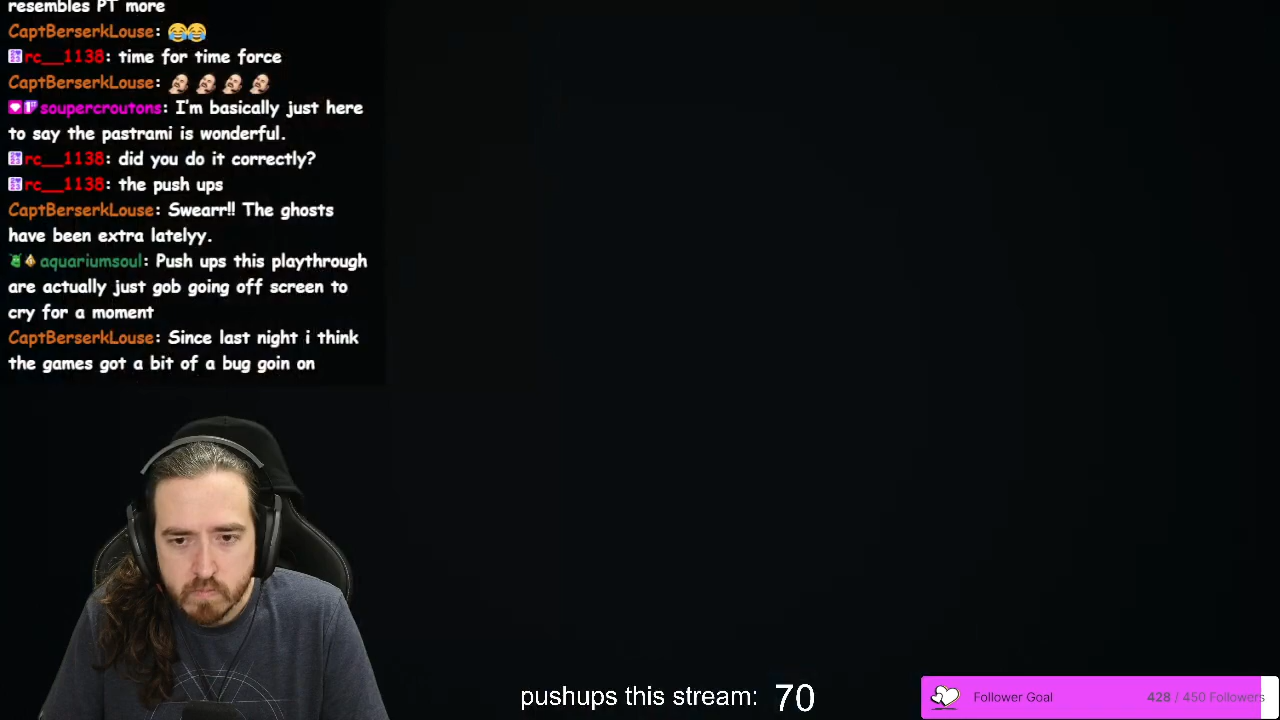 resembles PT more
CaptBerserkLouse: 😂😂
rc__1138: time for time force
CaptBerserkLouse:
soupercroutons: I'm basically just here
to say the pastrami is wonderful.
rc__1138: did you do it correctly?
rc__1138: the push ups
CaptBerserkLouse: Swearr!! The ghosts
have been extra latelyy.
aquariumsoul: Push ups this playthrough
are actually just gob going off screen to
cry for a moment
CaptBerserkLouse: Since last night i think
the games got a bit of a bug goin on
pushups this stream: 70
Follower Goal 428 / 450 Followers